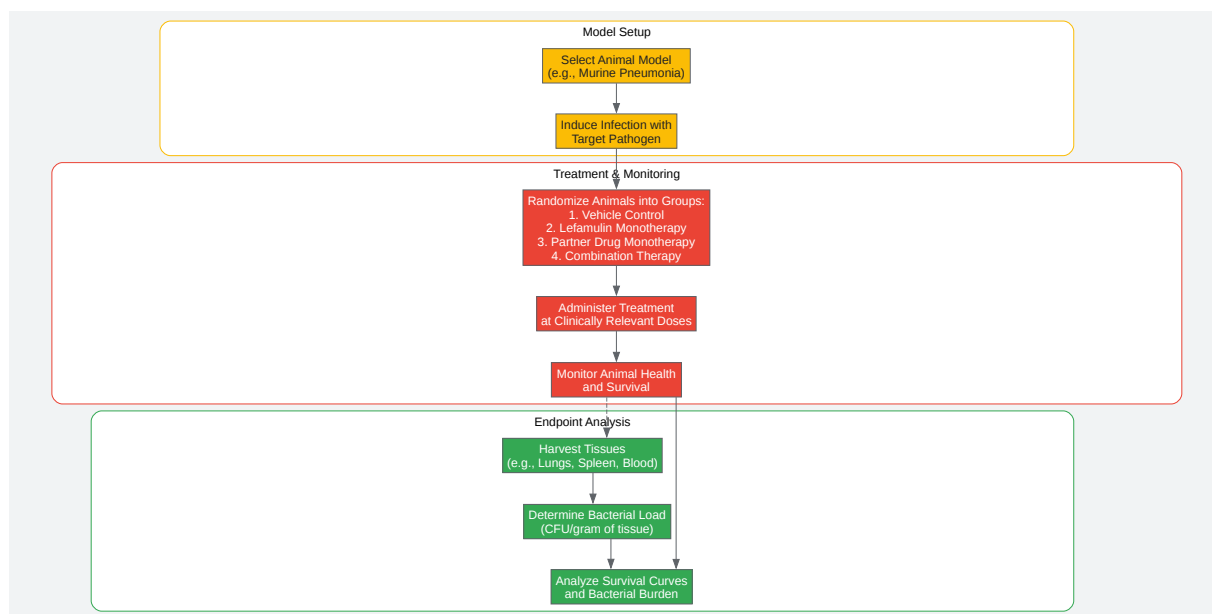 Model Setup
Select Animal Model
(e.g., Murine Pneumonia)
Induce Infection with
Target Pathogen
Treatment & Monitoring
Randomize Animals into Groups:
1. Vehicle Control
2. Lefamulin Monotherapy
3. Partner Drug Monotherapy
4. Combination Therapy
Administer Treatment
at Clinically Relevant Doses
Monitor Animal Health
and Survival
Endpoint Analysis
Harvest Tissues
(e.g., Lungs, Spleen, Blood)
Determine Bacterial Load
(CFU/gram of tissue)
Analyze Survival Curves
and Bacterial Burden